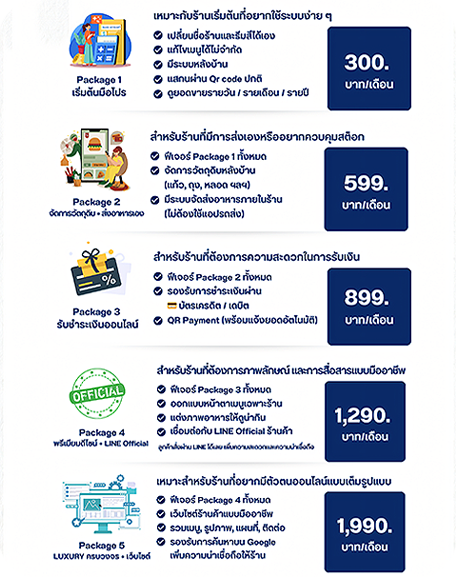 เหมาะกับร้านเริ่มต้นที่อยากใช้ระบบง่าย ๆ
เปลี่ยนชื่อร้านและธีมสีได้เอง
แก้ไขเมนูได้ไม่จำกัด
มีระบบหลังบ้าน
แสกนผ่าน Qr code ปกติ
ดูยอดขายรายวัน / รายเดือน / รายปี
Package 1
เริ่มต้นมือโปร
300.
บาท/เดือน
สำหรับร้านที่มีการส่งเองหรืออยากควบคุมสต็อก
ฟีเจอร์ Package 1 ทั้งหมด
จัดการวัตถุดิบหลังบ้าน
(แก้ว, ถุง, หลอด ฯลฯ)
มีระบบจัดส่งอาหารภายในร้าน
(ไม่ต้องใช้แอปรถส่ง)
Package 2
จัดการวัตถุดิบ + ส่งอาหารเอง
599.
บาท/เดือน
สำหรับร้านที่ต้องการความสะดวกในการรับเงิน
ฟีเจอร์ Package 2 ทั้งหมด
รองรับการชำระเงินผ่าน
บัตรเครดิต / เดบิต
QR Payment (พร้อมแจ้งยอดอัตโนมัติ)
Package 3
รับชำระเงินออนไลน์
899.
บาท/เดือน
สำหรับร้านที่ต้องการภาพลักษณ์ และการสื่อสารแบบมืออาชีพ
ฟีเจอร์ Package 3 ทั้งหมด
ออกแบบหน้าตาเมนูเฉพาะร้าน
แต่งภาพอาหารให้ดูน่ากิน
เชื่อมต่อกับ LINE Official ร้านค้า
ลูกค้าสั่งผ่าน LINE ได้เลย เพิ่มความสะดวกและความน่าเชื่อถือ
OFFICIAL
Package 4
พรีเมียมดีไซน์ + LINE Official
1,290.
บาท/เดือน
เหมาะสำหรับร้านที่อยากมีตัวตนออนไลน์แบบเต็มรูปแบบ
ฟีเจอร์ Package 4 ทั้งหมด
เว็บไซต์ร้านค้าแบบมืออาชีพ
รวมเมนู, รูปภาพ, แผนที่, ติดต่อ
รองรับการค้นหาบน Google
เพิ่มความน่าเชื่อถือให้ร้าน
Package 5
LUXURY ครบวงจร + เว็บไซต์
1,990.
บาท/เดือน